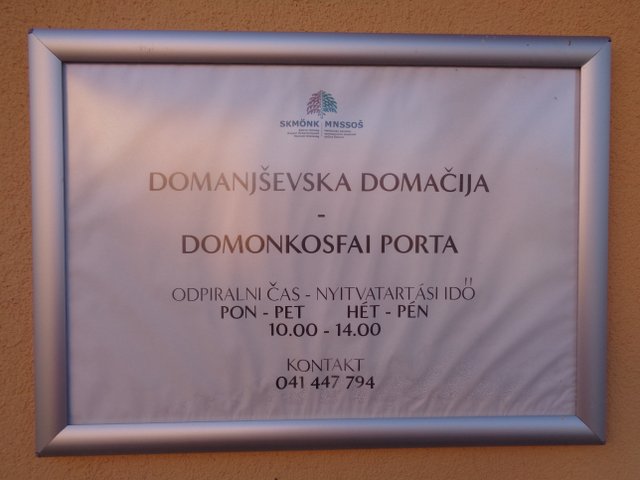 SKMÖNK MNSSOŠ
DOMANJŠEVSKA DOMAČIJA
-
DOMONKOSFAI PORTA
ODPIRALNI ČAS - NYITVATARTÁSI IDŐ
PON - PET HÉT - PÉN
10.00 - 14.00
KONTAKT
041 447 794